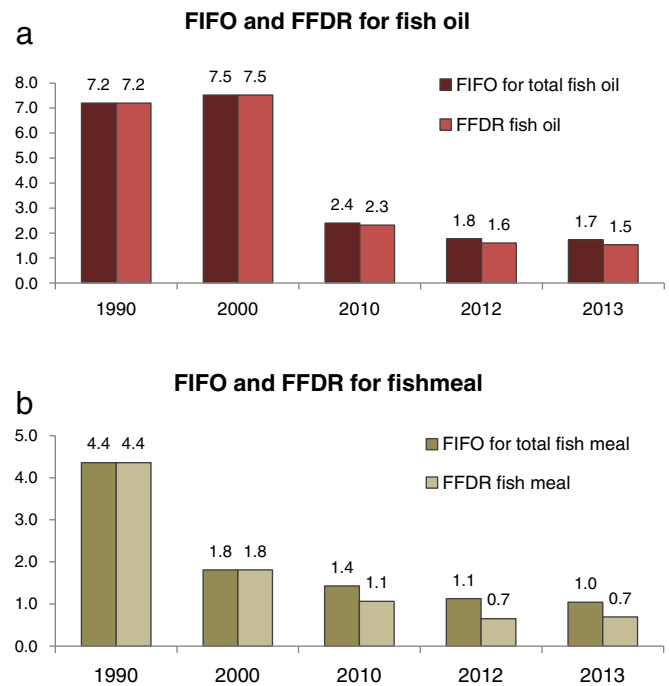 a
FIFO and FFDR for fish oil
8.0
7.0
6.0
5.0
4.0
3.0
2.0
1.0
0.0
7.2 7.2
7.5 7.5
2.4 2.3
1.8 1.6
1.7 1.5
FIFO for total fish oil
FFDR fish oil
1990 2000 2010 2012 2013
FIFO and FFDR for fishmeal
b
5.0
4.0
3.0
2.0
1.0
0.0
4.4 4.4
1.8 1.8
1.4 1.1
1.1 0.7
1.0 0.7
FIFO for total fish meal
FFDR fish meal
1990 2000 2010 2012 2013